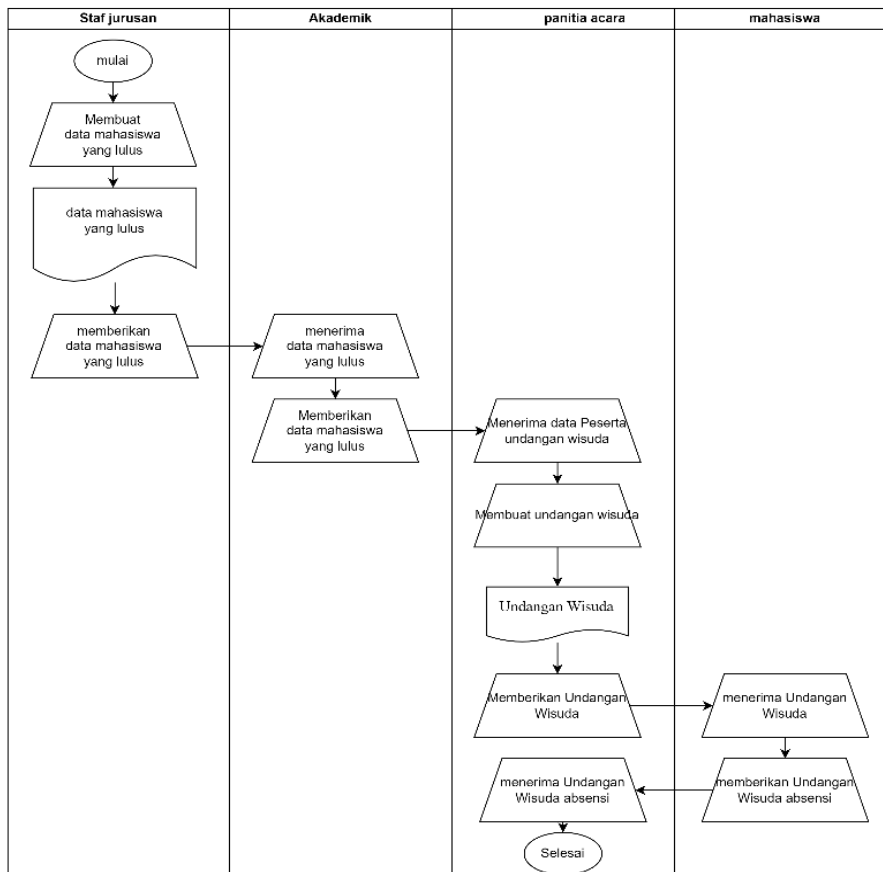 Staf jurusan
Akademik
panitia acara
mahasiswa
mulai
Membuat
data mahasiswa
yang lulus
data mahasiswa
yang lulus
memberikan
data mahasiswa
yang lulus
menerima
data mahasiswa
yang lulus
Memberikan
data mahasiswa
yang lulus
Menerima data Peserta
undangan wisuda
Membuat undangan wisuda
Undangan Wisuda
Memberikan Undangan
Wisuda
menerima Undangan
Wisuda
memberikan Undangan
Wisuda absensi
menerima Undangan
Wisuda absensi
Selesai